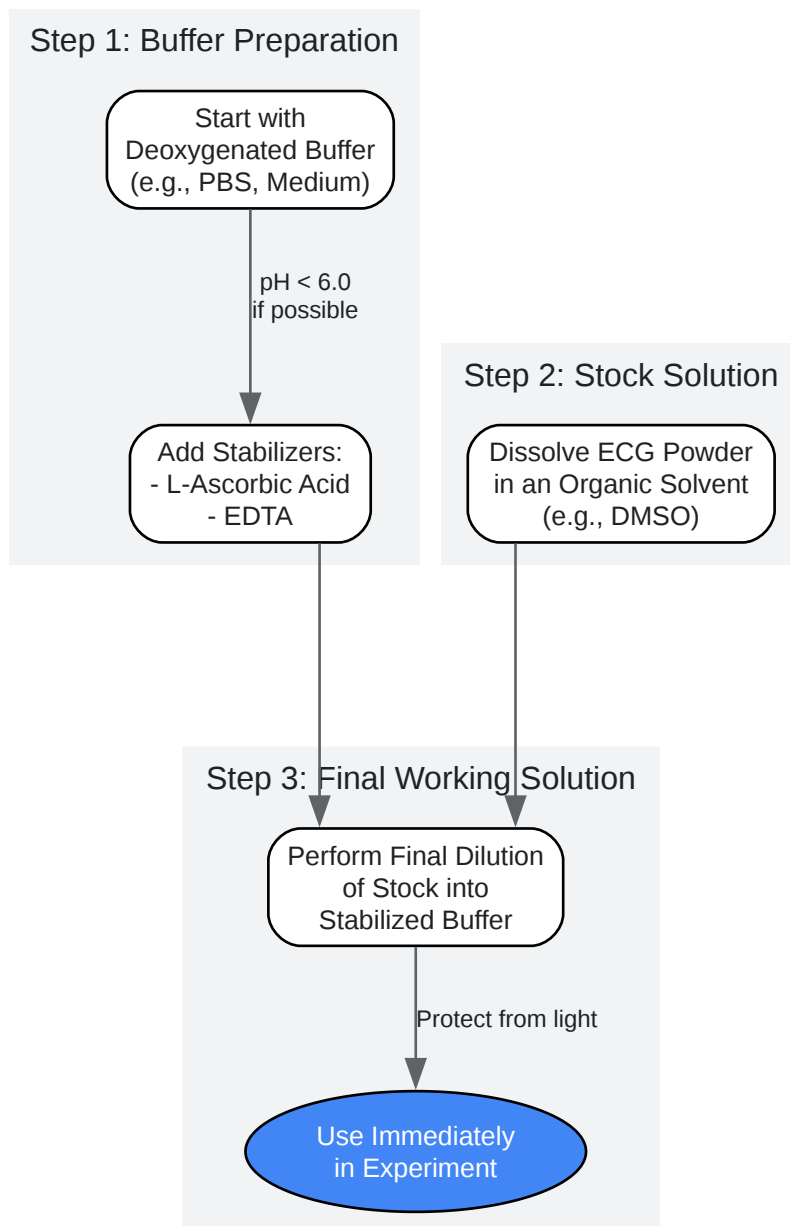 Step 1: Buffer Preparation
Start with
Deoxygenated Buffer
(e.g., PBS, Medium)
pH < 6.0
if possible
Add Stabilizers:
- L-Ascorbic Acid
- EDTA
Step 2: Stock Solution
Dissolve ECG Powder
in an Organic Solvent
(e.g., DMSO)
Step 3: Final Working Solution
Perform Final Dilution
of Stock into
Stabilized Buffer
Protect from light
Use Immediately
in Experiment